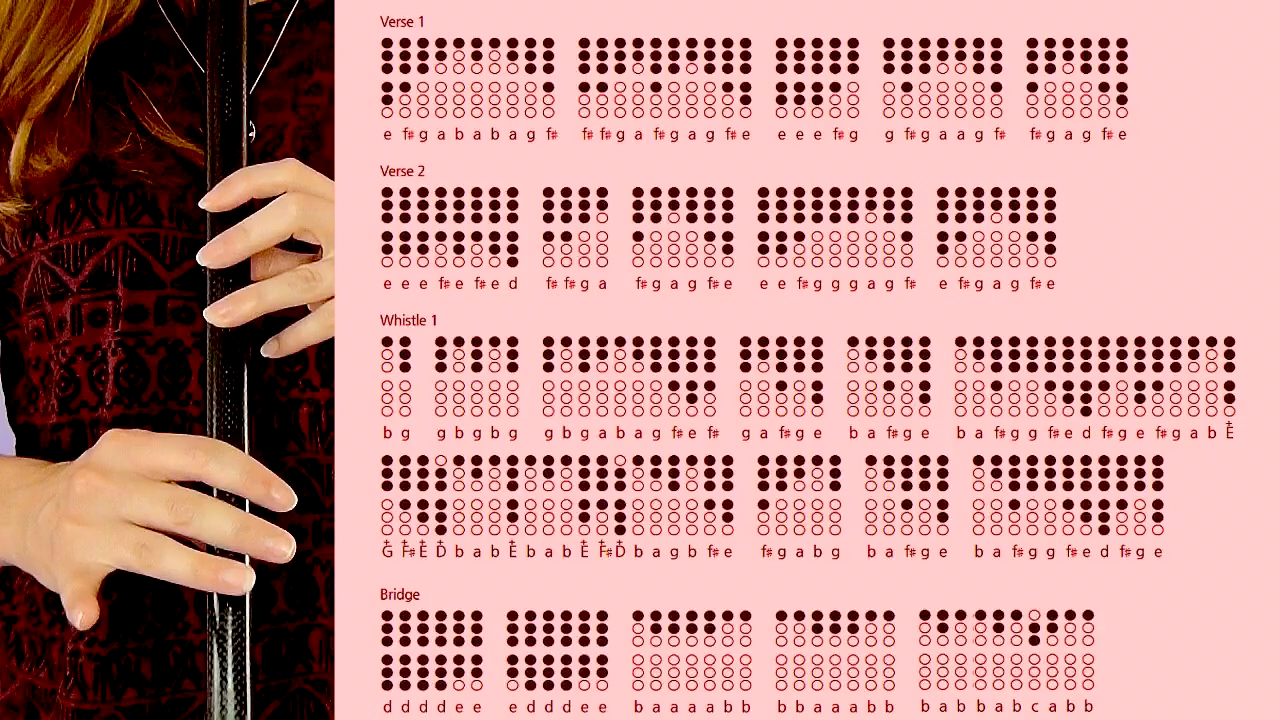 Verse 1
e f# g a b a b a g f# f# f# g a f# g a g f# e e e e f# g g f# g a a g f# f# g a g f# e
Verse 2
e e e f# e f# e d f# f# g a f# g a g f# e e e f# g g g a g f# e f# g a g f# e
Whistle 1
b g g b g b g g b g a b a g f# e f# g a f# g e b a f# g e b a f# g g f# e d f# g e f# g a b E
G F# E D b a b E b a b E F# D b a g b f# e f# g a b g b a f# g e b a f# g g f# e d f# g e
Bridge
d d d d e e e d d d e e b a a a a b b b b a a a b b b a b b a b c a b b